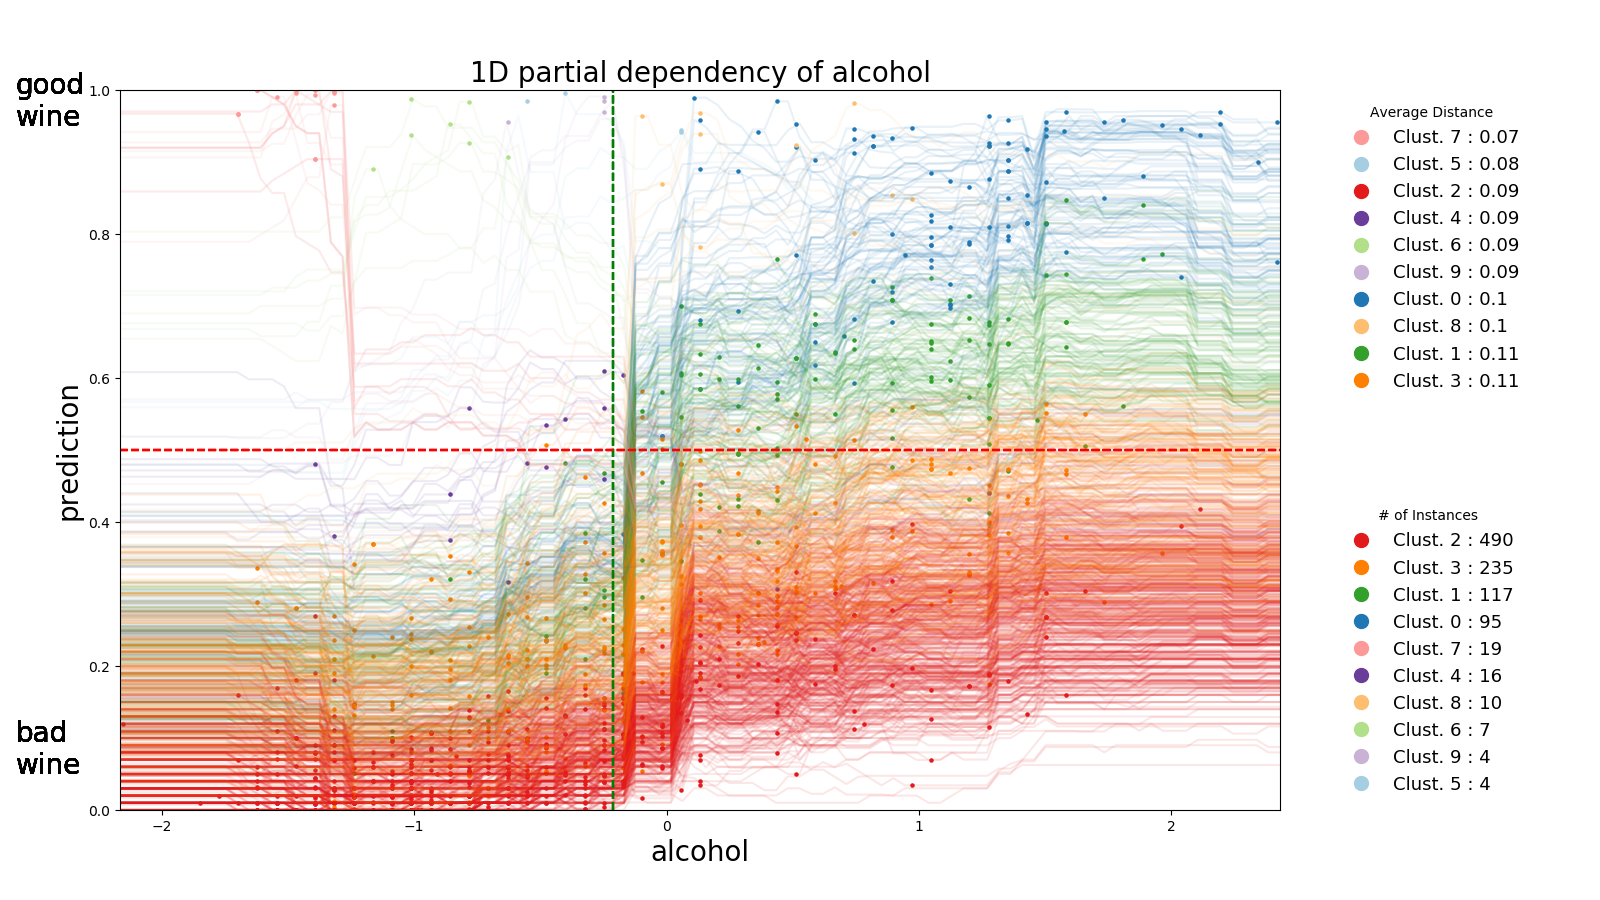 1D partial dependency of alcohol
good
wine
bad
wine
prediction
1.0
0.8
0.6
0.4
0.2
0.0
−2
−1
0
1
2
alcohol
Average Distance
Clust. 7 : 0.07
Clust. 5 : 0.08
Clust. 2 : 0.09
Clust. 4 : 0.09
Clust. 6 : 0.09
Clust. 9 : 0.09
Clust. 0 : 0.1
Clust. 8 : 0.1
Clust. 1 : 0.11
Clust. 3 : 0.11
# of Instances
Clust. 2 : 490
Clust. 3 : 235
Clust. 1 : 117
Clust. 0 : 95
Clust. 7 : 19
Clust. 4 : 16
Clust. 8 : 10
Clust. 6 : 7
Clust. 9 : 4
Clust. 5 : 4